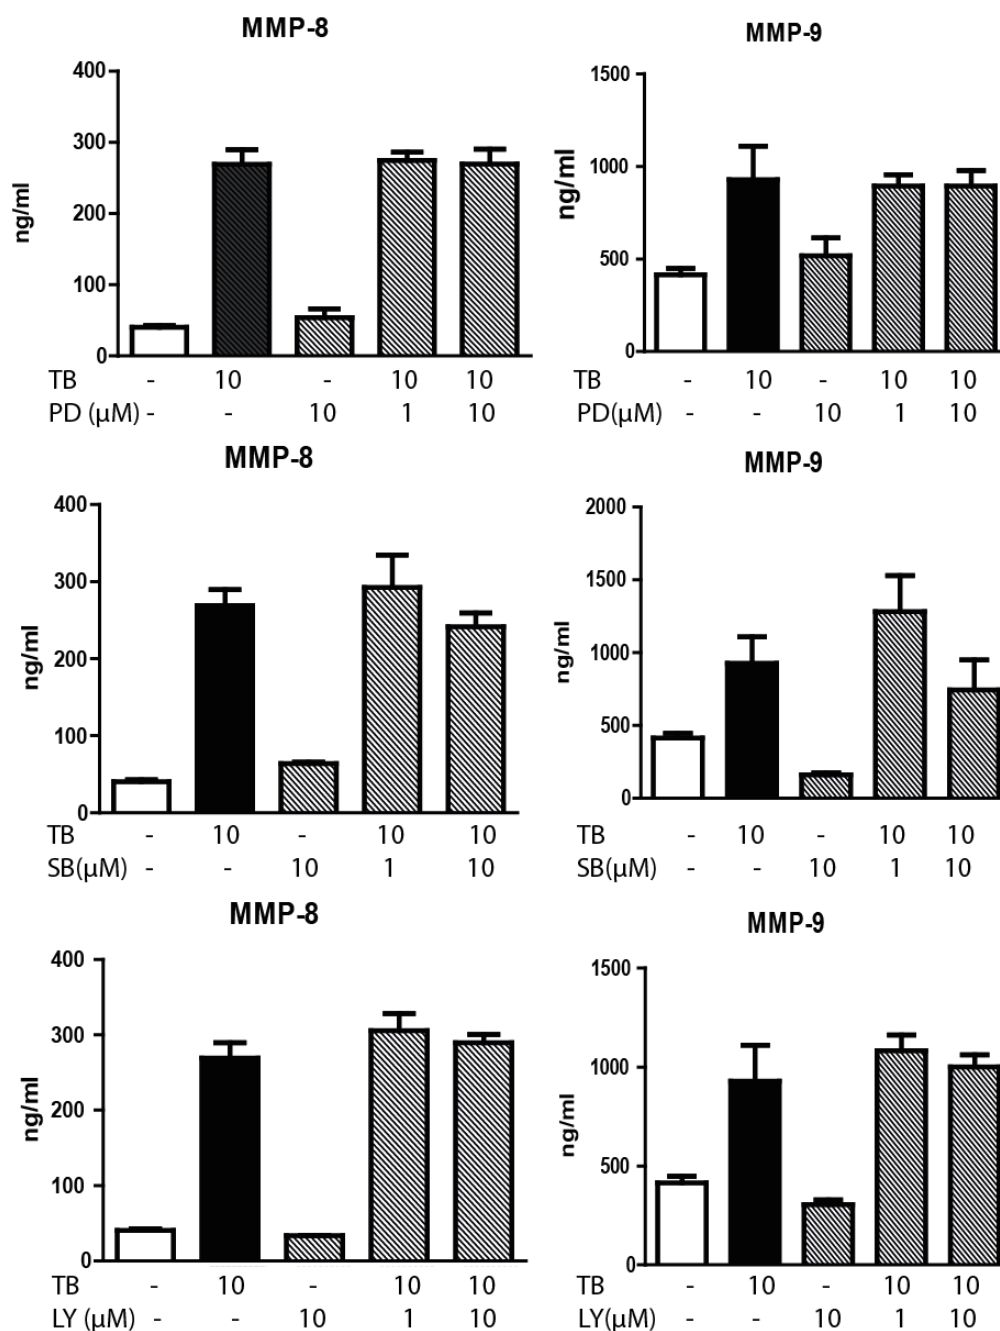 MMP-8
400
300
200
100
0
ng/ml
TB - 10 - 10 10
PD (μM) - - 10 1 10
MMP-9
1500
1000
500
0
ng/ml
- 10 - 10 10
TB
PD(μM) - - 10 1 10
MMP-8
400
300
200
100
0
ng/ml
TB - 10 - 10 10
SB(μM) - - 10 1 10
MMP-9
2000
1500
1000
500
0
ng/ml
TB - 10 - 10 10
SB(μM) - - 10 1 10
MMP-8
400
300
200
100
0
ng/ml
TB - 10 - 10 10
LY (μM) - - 10 1 10
MMP-9
1500
1000
500
0
ng/ml
TB - 10 - 10 10
LY(μM) - - 10 1 10